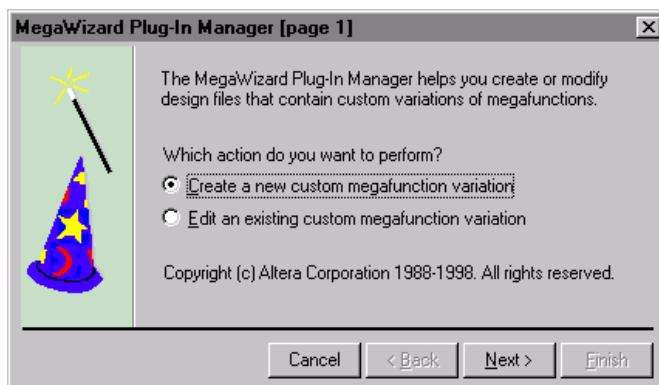 MegaWizard Plug-In Manager [page 1]
The MegaWizard Plug-In Manager helps you create or modify
design files that contain custom variations of megafunctions.
Which action do you want to perform?
Create a new custom megafunction variation
Edit an existing custom megafunction variation
Copyright (c) Altera Corporation 1988-1998. All rights reserved.
Cancel < Back Next > Finish